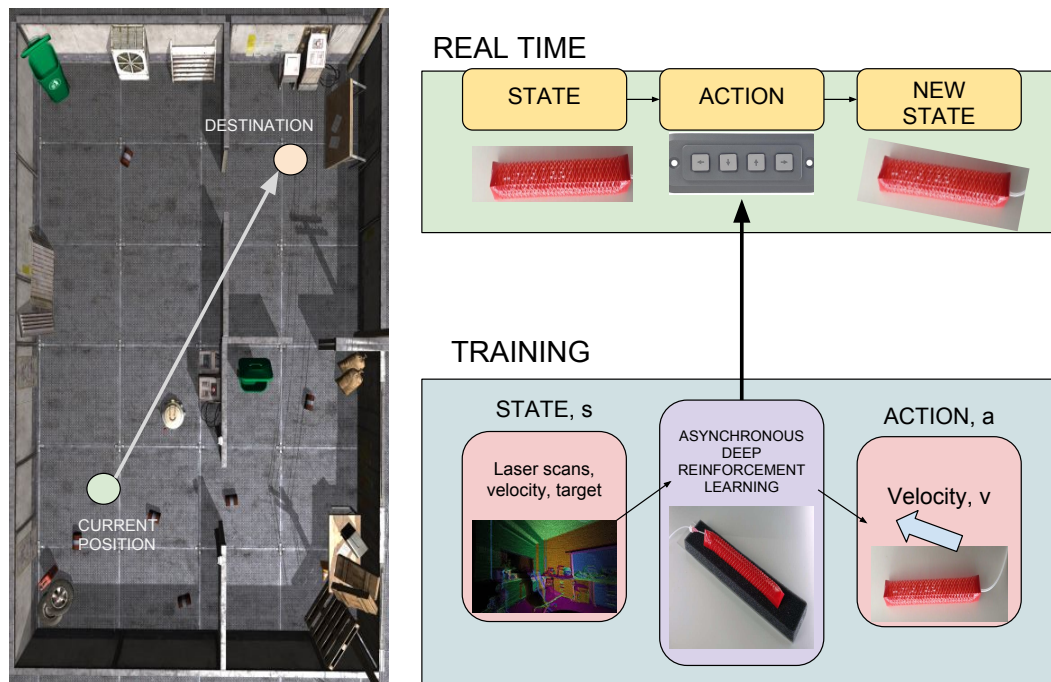 DESTINATION
CURRENT
POSITION
REAL TIME
STATE
ACTION
NEW
STATE
TRAINING
STATE, s
Laser scans,
velocity, target
ASYNCHRONOUS
DEEP
REINFORCEMENT
LEARNING
ACTION, a
Velocity, v